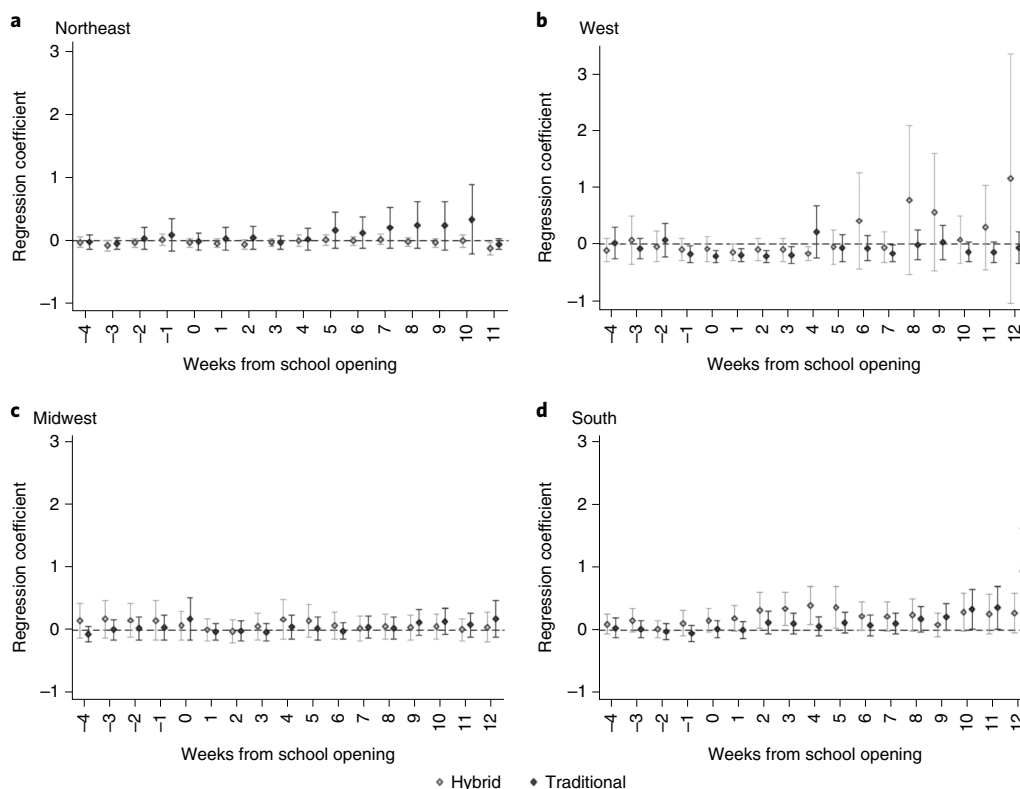 a
Northeast
3
2
1
0
–1
Regression coefficient
–4 –3 –2 –1 0 1 2 3 4 5 6 7 8 9 10 11
Weeks from school opening
b
West
3
2
1
0
–1
Regression coefficient
–4 –3 –2 –1 0 1 2 3 4 5 6 7 8 9 10 11 12
Weeks from school opening
c
Midwest
3
2
1
0
–1
Regression coefficient
–4 –3 –2 –1 0 1 2 3 4 5 6 7 8 9 10 11 12
Weeks from school opening
d
South
3
2
1
0
–1
Regression coefficient
–4 –3 –2 –1 0 1 2 3 4 5 6 7 8 9 10 11 12
Weeks from school opening
Hybrid Traditional